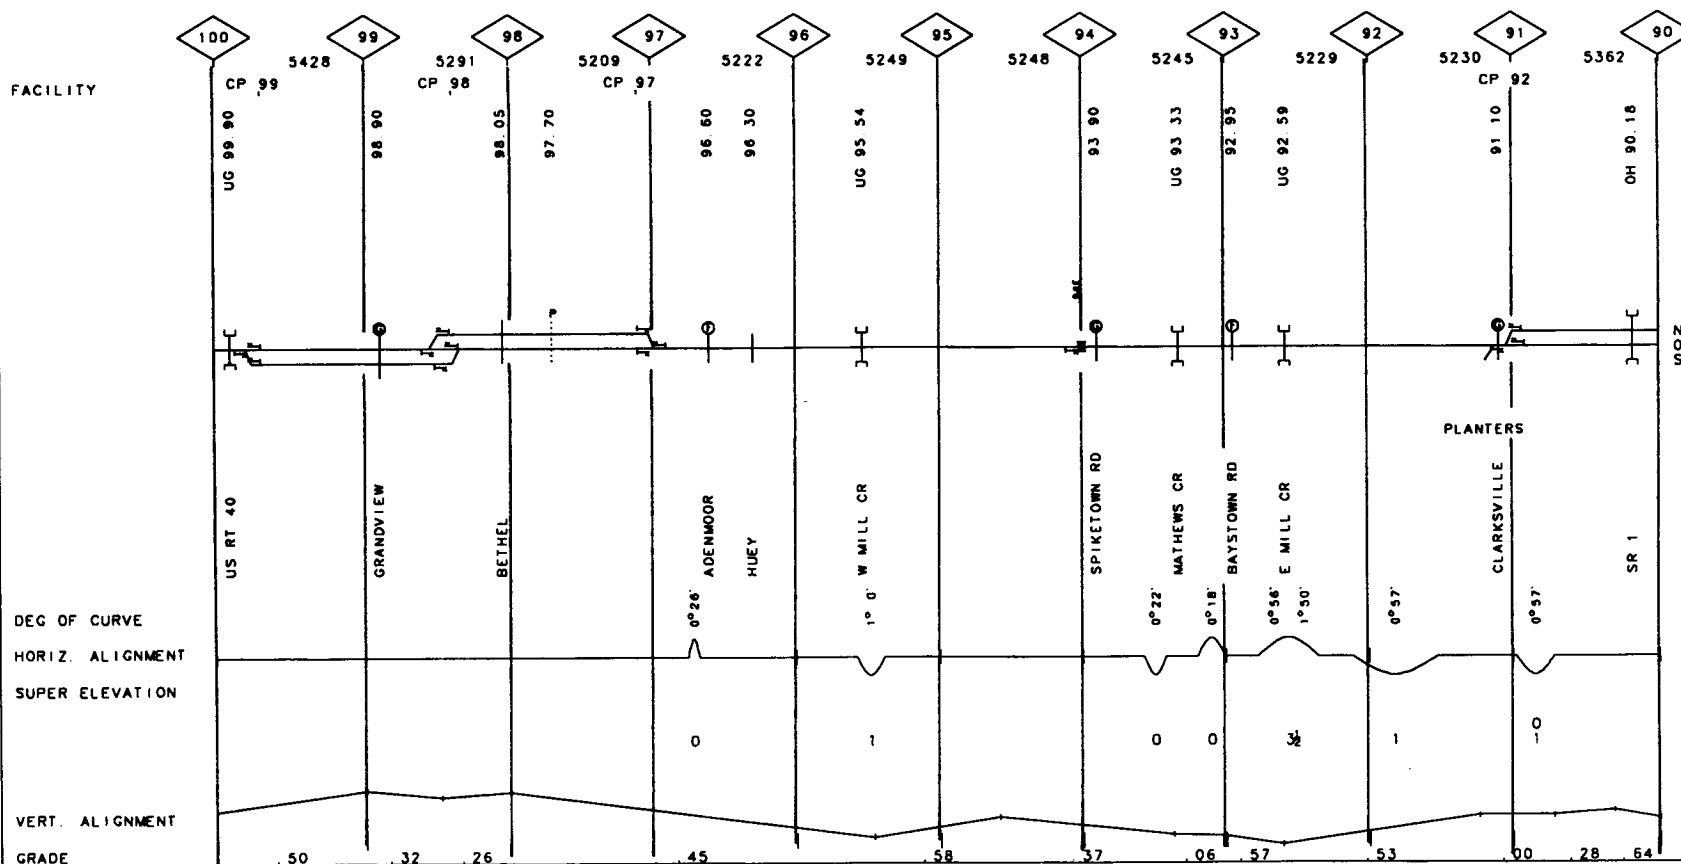 100 99 98 97 96 95 94 93 92 91 90
5428 5291 5209 5222 5249 5248 5245 5229 5230 5362
FACILITY CP 99 CP 98 CP 97 CP 92
UG 99.90
98.90
98.05
97.70
96.60
96.30
UG 95.54
93 90
UG 93 33
92.95
UG 92.59
91 10
OH 90.18
P
N
O
S
PLANTERS
US RT 40
GRANDVIEW
BETHEL
ADENMOOR
HUEY
W MILL CR
SPIKETOWN RD
MATHEWS CR
BAYSTOWN RD
E MILL CR
CLARKSVILLE
SR 1
DEG OF CURVE 0°26' 1° 0' 0°22' 0°18' 0°56' 1°50' 0°57' 0°57'
HORIZ. ALIGNMENT
SUPER ELEVATION
0
0 1 0 0 3½ 1 1
VERT. ALIGNMENT
GRADE .50 .32 .26 .45 .58 .37 .06 .57 .53 .00 .28 .64